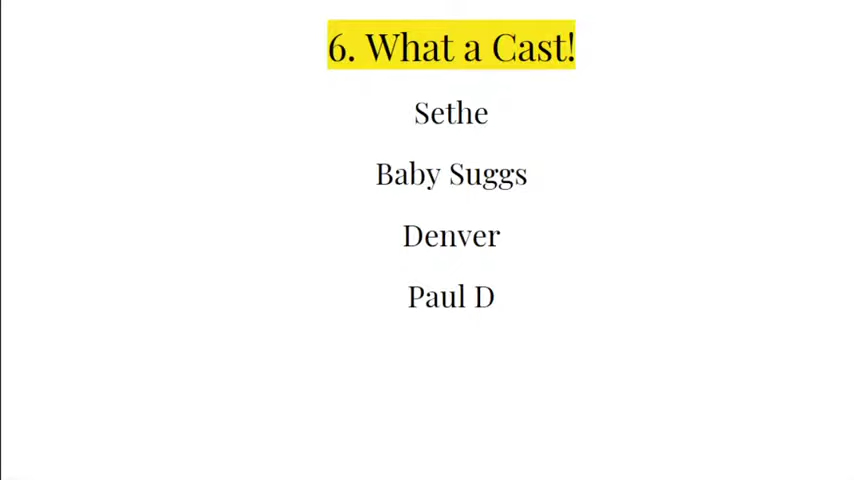 6. What a Cast!
Sethe
Baby Suggs
Denver
Paul D